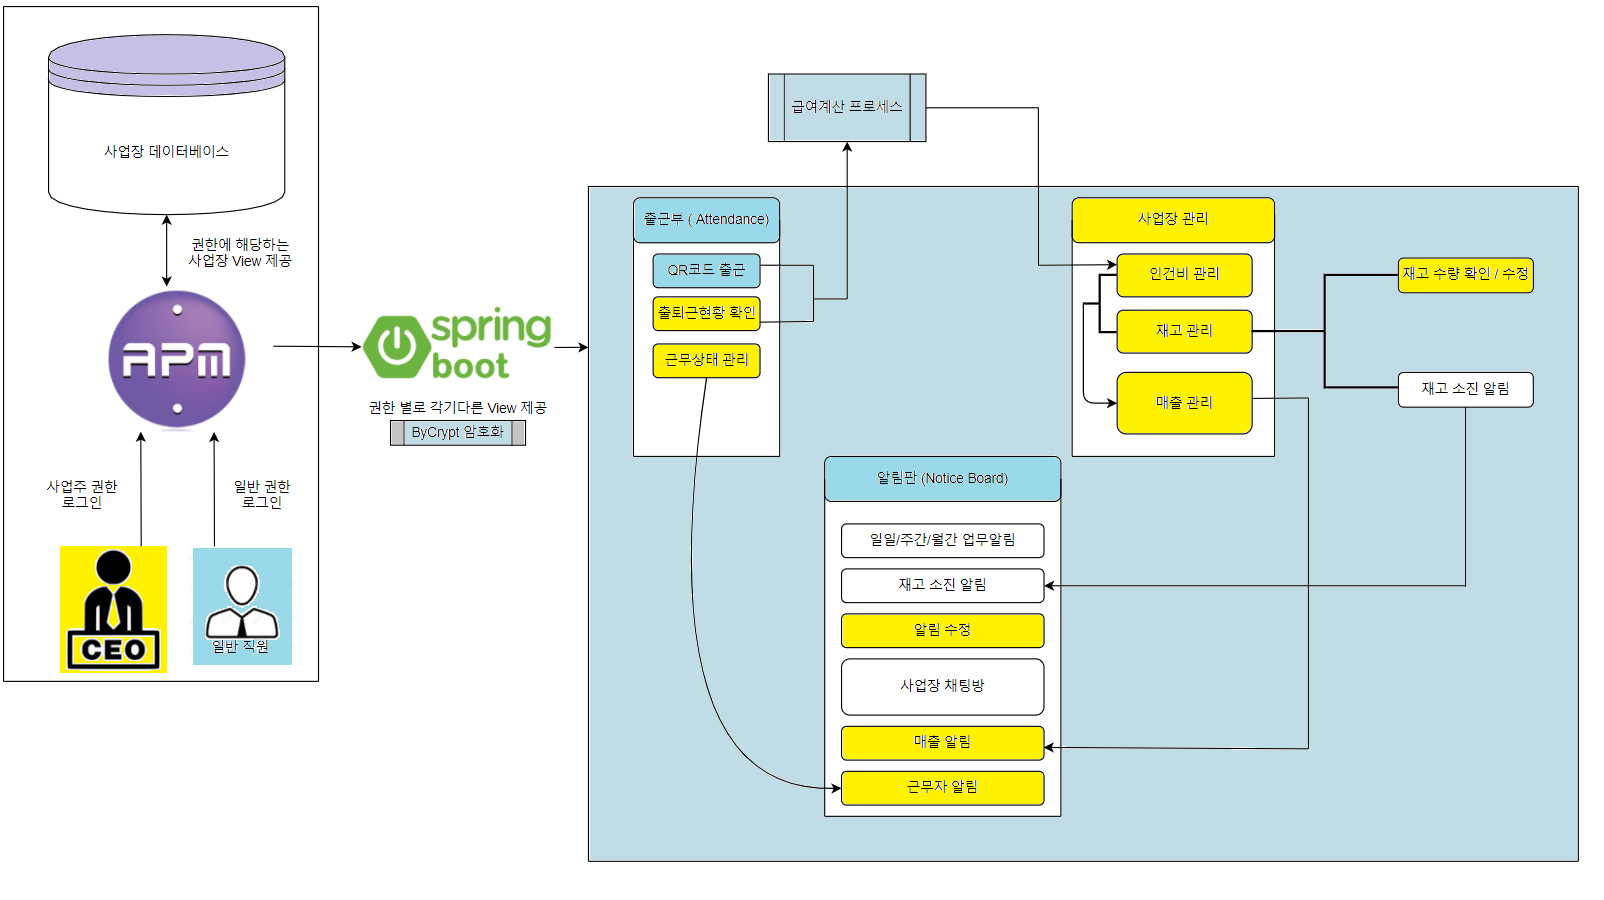 사업장 데이터베이스
권한에 해당하는
사업장 View 제공
APM
사업주 권한
로그인
일반 권한
로그인
CEO
일반 직원
spring
boot
권한 별로 각기다른 View 제공
ByCrypt 암호화
급여계산 프로세스
출근부 ( Attendance)
QR코드 출근
출퇴근현황 확인
근무상태 관리
사업장 관리
인건비 관리
재고 관리
매출 관리
재고 수량 확인 / 수정
재고 소진 알림
알림판 (Notice Board)
일일/주간/월간 업무알림
재고 소진 알림
알림 수정
사업장 채팅방
매출 알림
근무자 알림